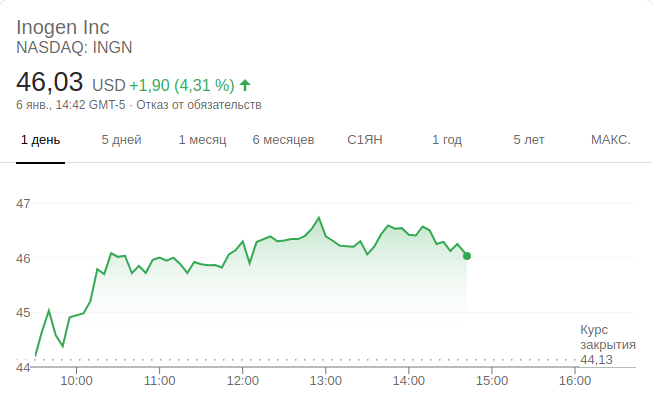 Inogen Inc
NASDAQ: INGN
46,03 USD +1,90 (4,31 %)
6 янв., 14:42 GMT-5 · Отказ от обязательств
1 день 5 дней 1 месяц 6 месяцев С1ЯН 1 год 5 лет МАКС.
47
46
45
44
Курс
закрытия
44,13
10:00 11:00 12:00 13:00 14:00 15:00 16:00